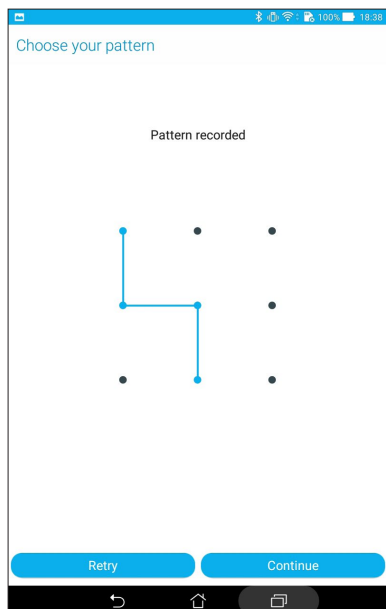 100% 18:38
Choose your pattern
Pattern recorded
Retry
Continue